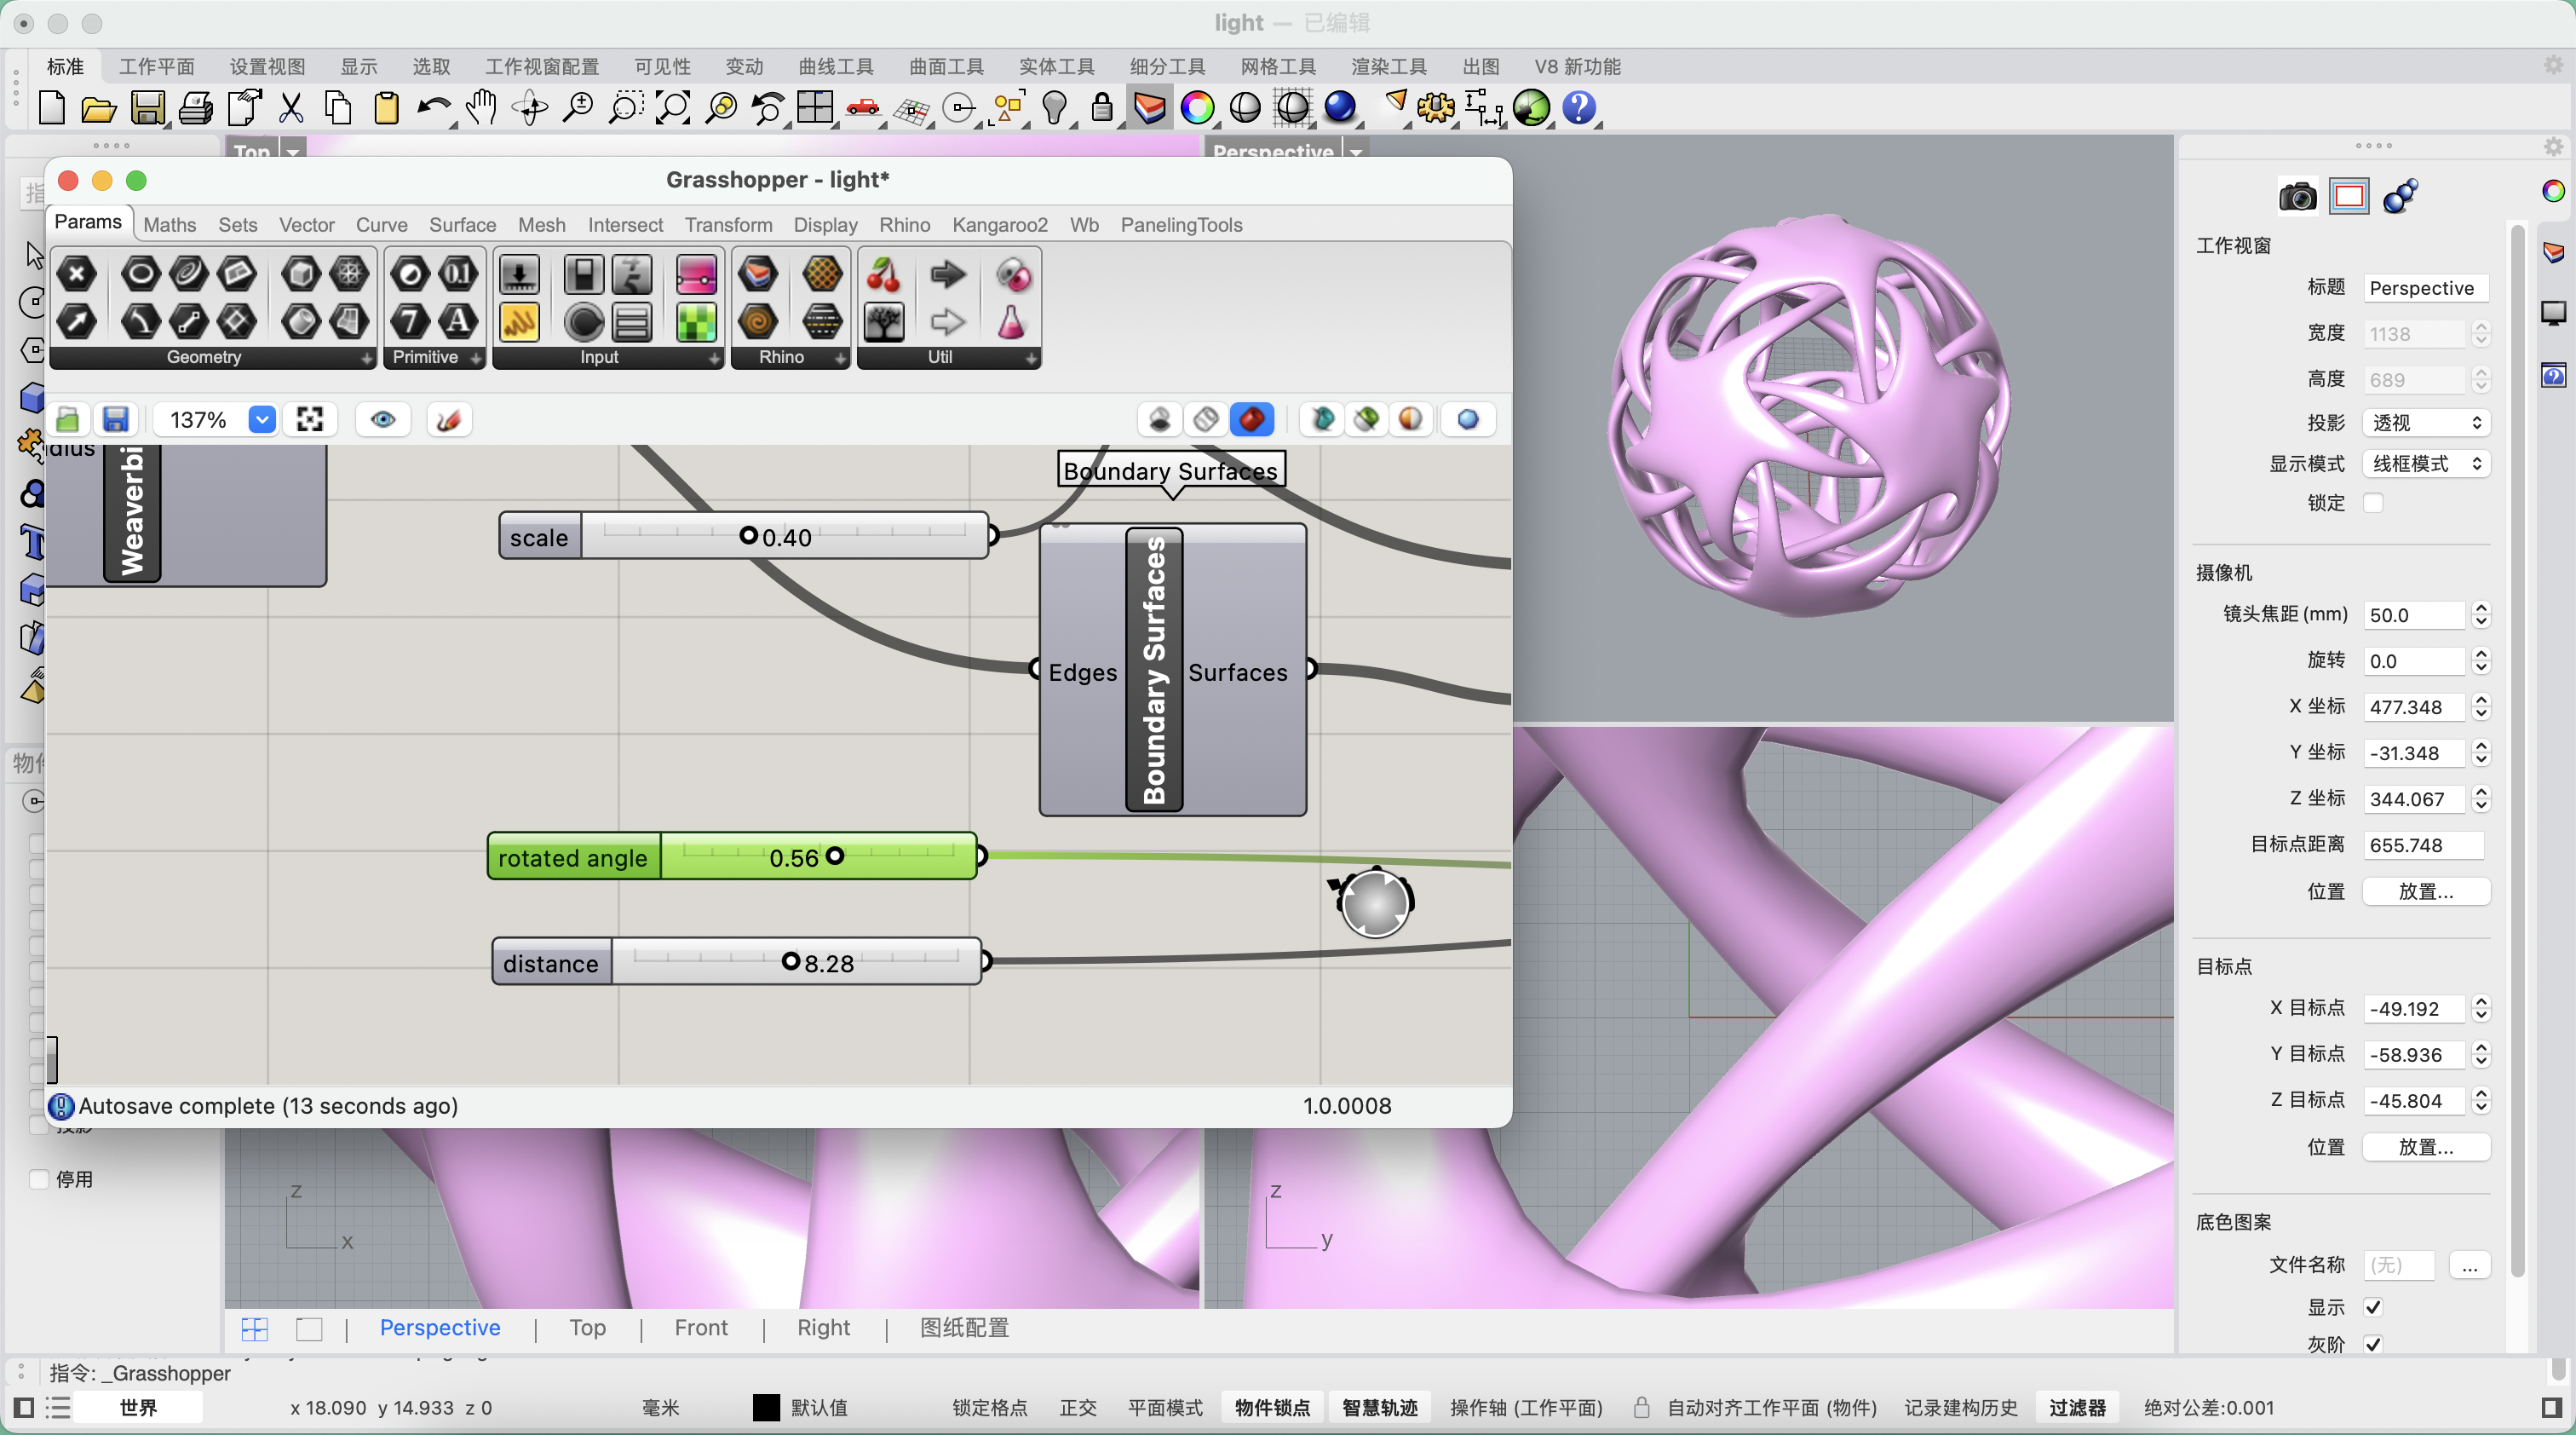 light — 已编辑
标准 工作平面 设置视图 显示 选取 工作视窗配置 可见性 变动 曲线工具 曲面工具 实体工具 细分工具 网格工具 渲染工具 出图 V8 新功能
Top
Perspective
指
Grasshopper - light*
Params Maths Sets Vector Curve Surface Mesh Intersect Transform Display Rhino Kangaroo2 Wb PanelingTools
Geometry Primitive Input Rhino Util
137%
dius
Weaverbi
Boundary Surfaces
scale 0.40
Edges
Boundary Surfaces
Surfaces
rotated angle 0.56
distance 8.28
Autosave complete (13 seconds ago)
1.0.0008
物件
投影
停用
z
x
z
y
工作视窗
标题 Perspective
宽度 1138
高度 689
投影 透视
显示模式 线框模式
锁定
摄像机
镜头焦距 (mm) 50.0
旋转 0.0
X 坐标 477.348
Y 坐标 -31.348
Z 坐标 344.067
目标点距离 655.748
位置 放置...
目标点
X 目标点 -49.192
Y 目标点 -58.936
Z 目标点 -45.804
位置 放置...
底色图案
文件名称 (无) ...
显示
灰阶
Perspective | Top | Front | Right | 图纸配置
指令: _Grasshopper
世界 x 18.090 y 14.933 z 0 毫米 默认值 锁定格点 正交 平面模式 物件锁点 智慧轨迹 操作轴 (工作平面) 自动对齐工作平面 (物件) 记录建构历史 过滤器 绝对公差:0.001